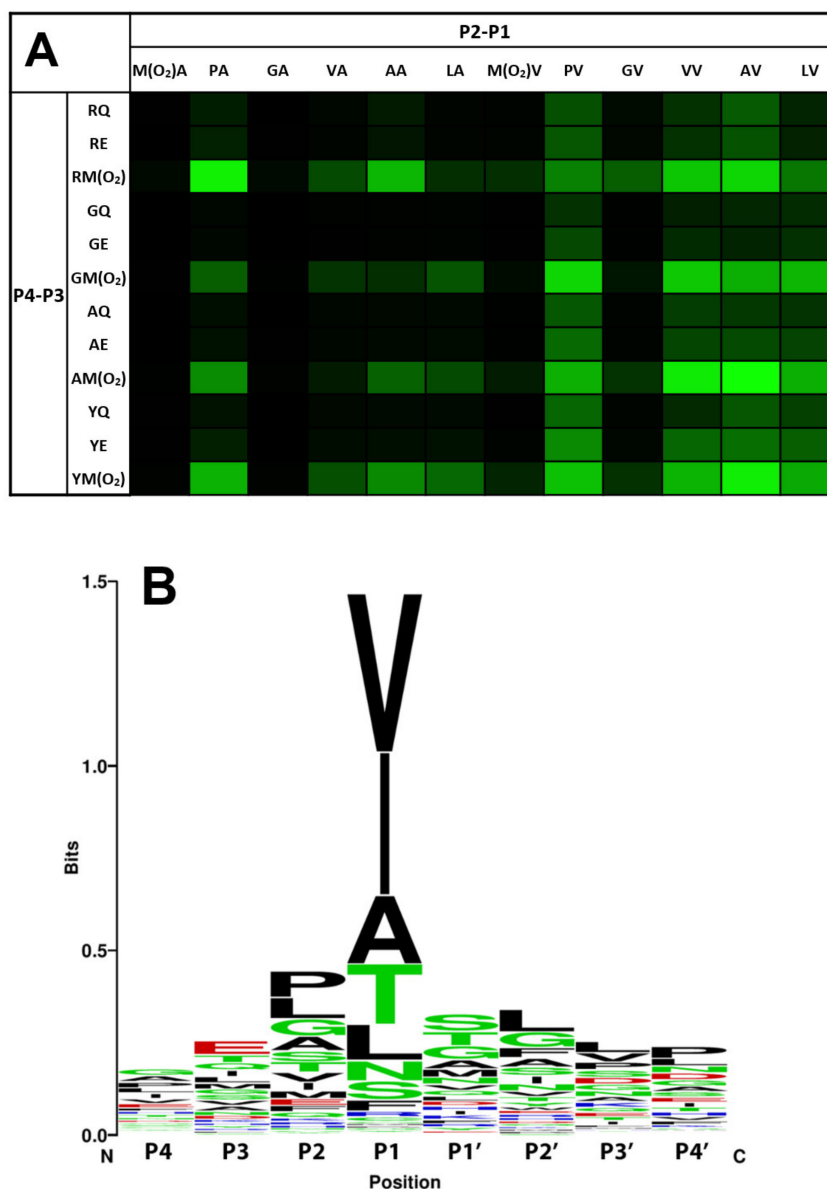 A
P2-P1
M(O₂)A PA GA VA AA LA M(O₂)V PV GV VV AV LV
P4-P3
RQ
RE
RM(O₂)
GQ
GE
GM(O₂)
AQ
AE
AM(O₂)
YQ
YE
YM(O₂)
B
Bits
1.5
1.0
0.5
0.0
V
I
A
P T
L L S L
G N T G
E A S G
N P4 P3 P2 P1 P1′ P2′ P3′ P4′ C
Position